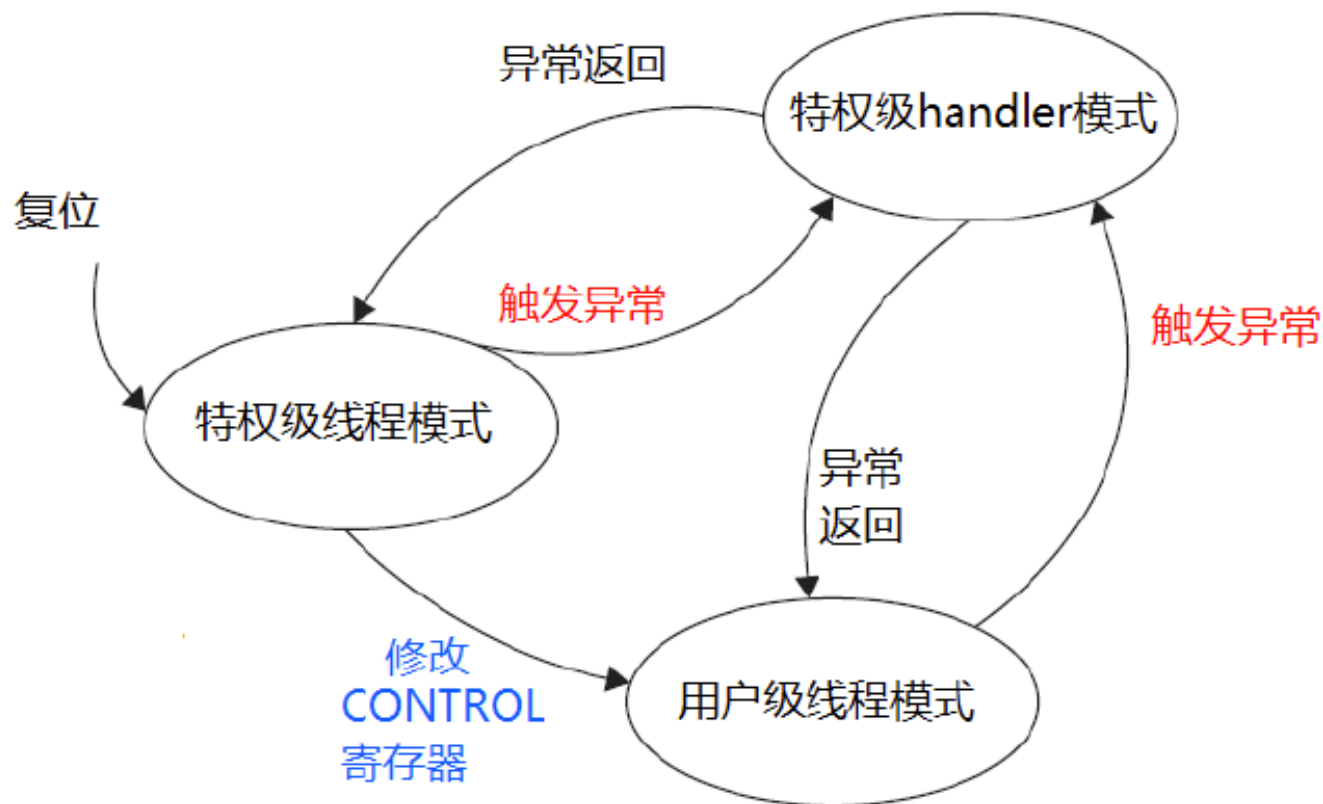 异常返回
特权级handler模式
复位
触发异常
触发异常
特权级线程模式
异常
返回
修改
CONTROL
寄存器
用户级线程模式